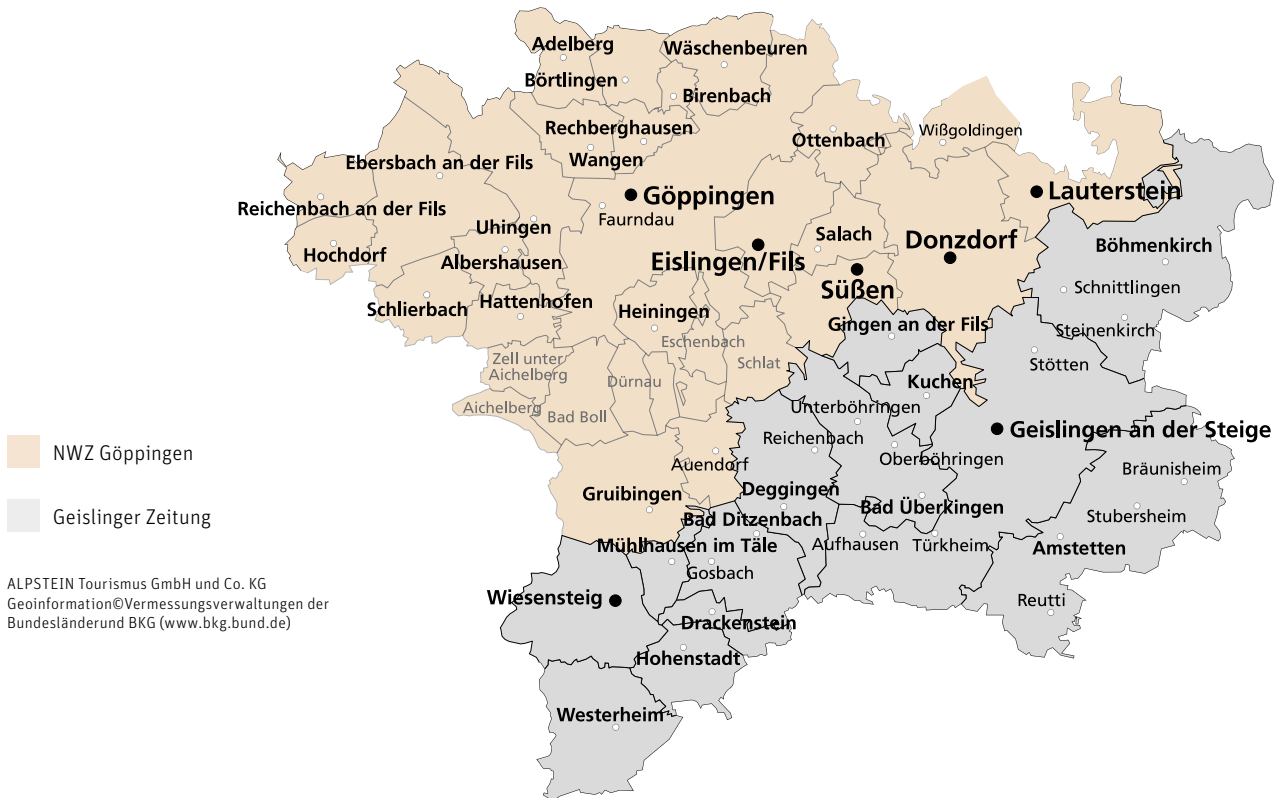 Adelberg
Wäschenbeuren
Börtlingen
Birenbach
Rechberghausen
Ottenbach
Wißgoldingen
Wangen
Ebersbach an der Fils
Göppingen
Lauterstein
Reichenbach an der Fils
Faurndau
Uhingen
Salach
Donzdorf
Böhmenkirch
Hochdorf
Albershausen
Eislingen/Fils
Süßen
Schnittlingen
Schlierbach
Hattenhofen
Heiningen
Gingen an der Fils
Steinenkirch
Eschenbach
Zell unter
Aichelberg
Schlat
Stötten
Dürnau
Kuchen
Aichelberg
Bad Boll
Unterböhringen
Geislingen an der Steige
Reichenbach
NWZ Göppingen
Oberböhringen
Auendorf
Bräunisheim
Gruibingen
Deggingen
Bad Überkingen
Geislinger Zeitung
Bad Ditzenbach
Stubersheim
Mühlhausen im Täle
Aufhausen
Türkheim
Amstetten
Gosbach
ALPSTEIN Tourismus GmbH und Co. KG
Geoinformation©Vermessungsverwaltungen der
Bundesländerund BKG (www.bkg.bund.de)
Wiesensteig
Reutti
Drackenstein
Hohenstadt
Westerheim